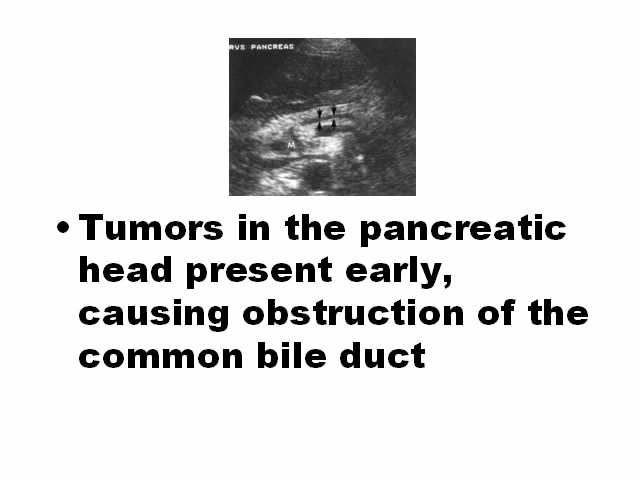 RVS PANCREAS
M
• Tumors in the pancreatic
head present early,
causing obstruction of the
common bile duct